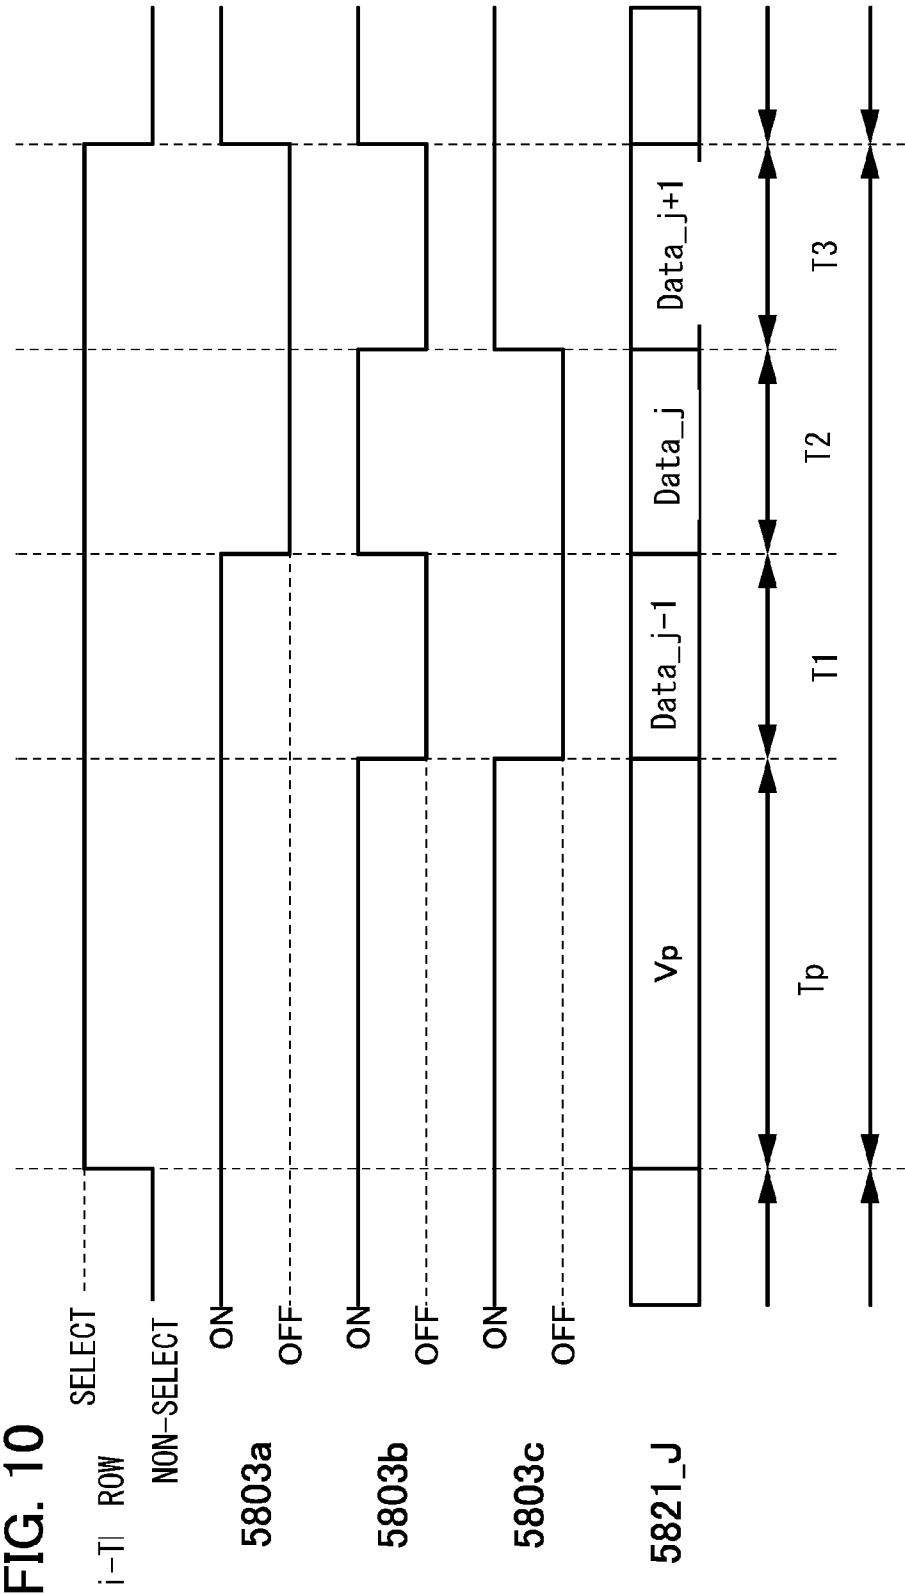 FIG. 10
SELECT
i-T| ROW
NON-SELECT
ON
5803a
OFF
ON
5803b
OFF
ON
5803c
OFF
5821_J
Vp
Data_j-1
Data_j
Data_j+1
Tp
T1
T2
T3